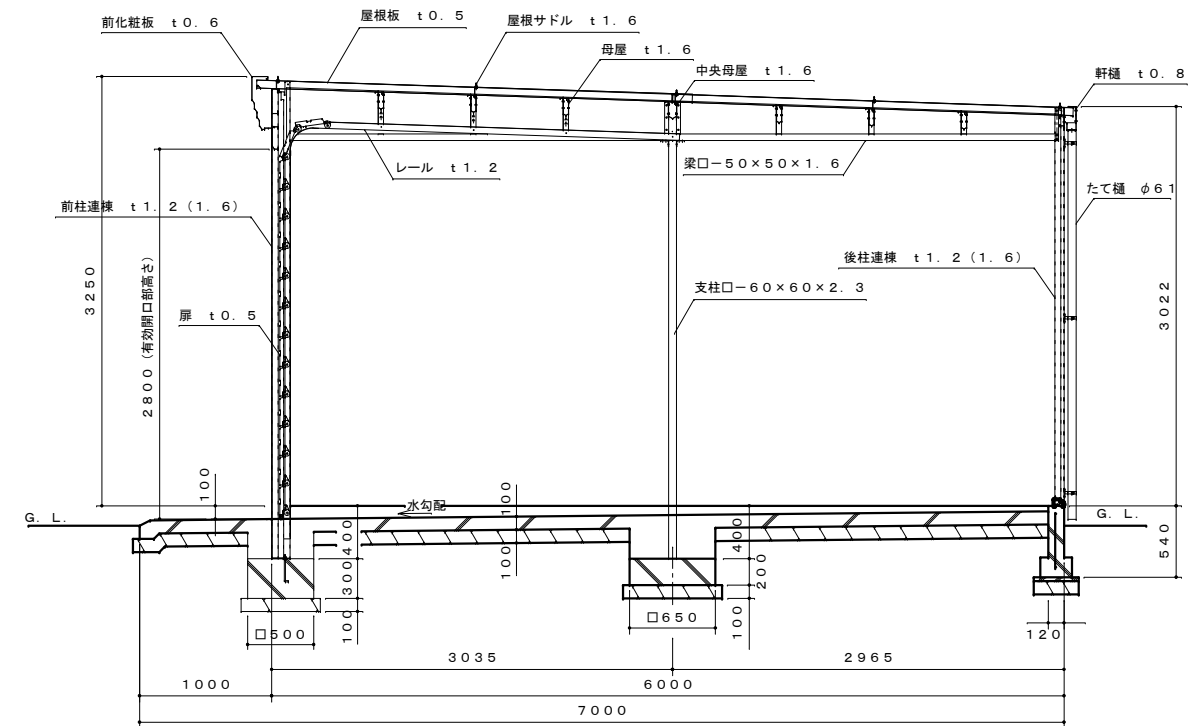 前化粧板 ｔ０．６
屋根板 ｔ０．５
屋根サドル ｔ１．６
母屋 ｔ１．６
中央母屋 ｔ１．６
軒樋 ｔ０．８
レール ｔ１．２
梁口－５０×５０×１．６
たて樋 φ６１
前柱連棟 ｔ１．２（１．６）
後柱連棟 ｔ１．２（１．６）
支柱口－６０×６０×２．３
扉 ｔ０．５
３２５０
２８００（有効開口部高さ）
３０２２
１００
水勾配
１００
Ｇ．Ｌ．
Ｇ．Ｌ．
４００
３００
１００
１００
４００
２００
１００
５４０
□５００
□６５０
１２０
３０３５
２９６５
１０００
６０００
７０００